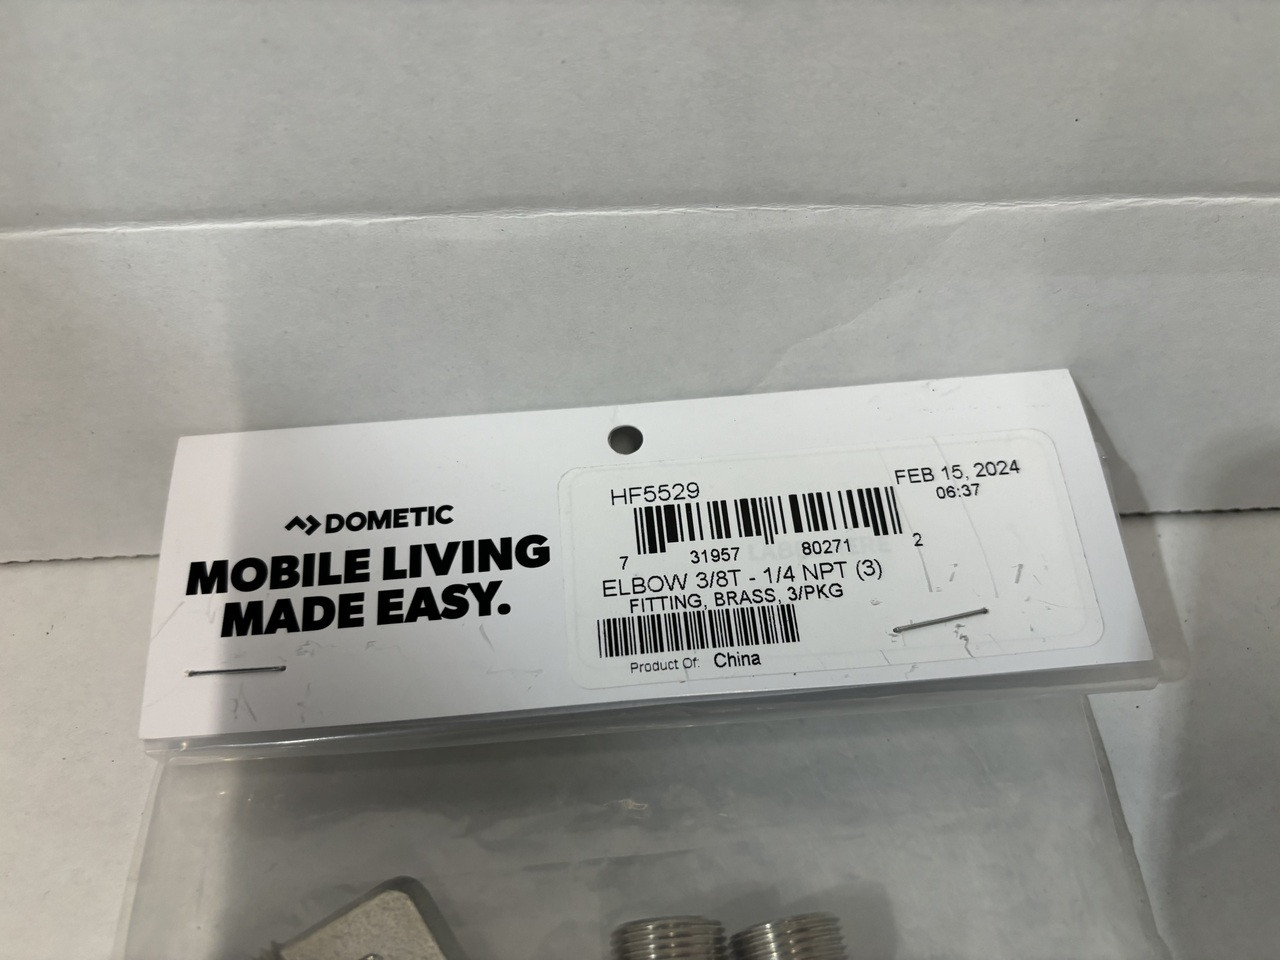 DOMETIC
MOBILE LIVING
MADE EASY.
HF5529
FEB 15, 2024
06:37
7 31957 80271 2
ELBOW 3/8T - 1/4 NPT (3)
FITTING, BRASS, 3/PKG
Product Of: China